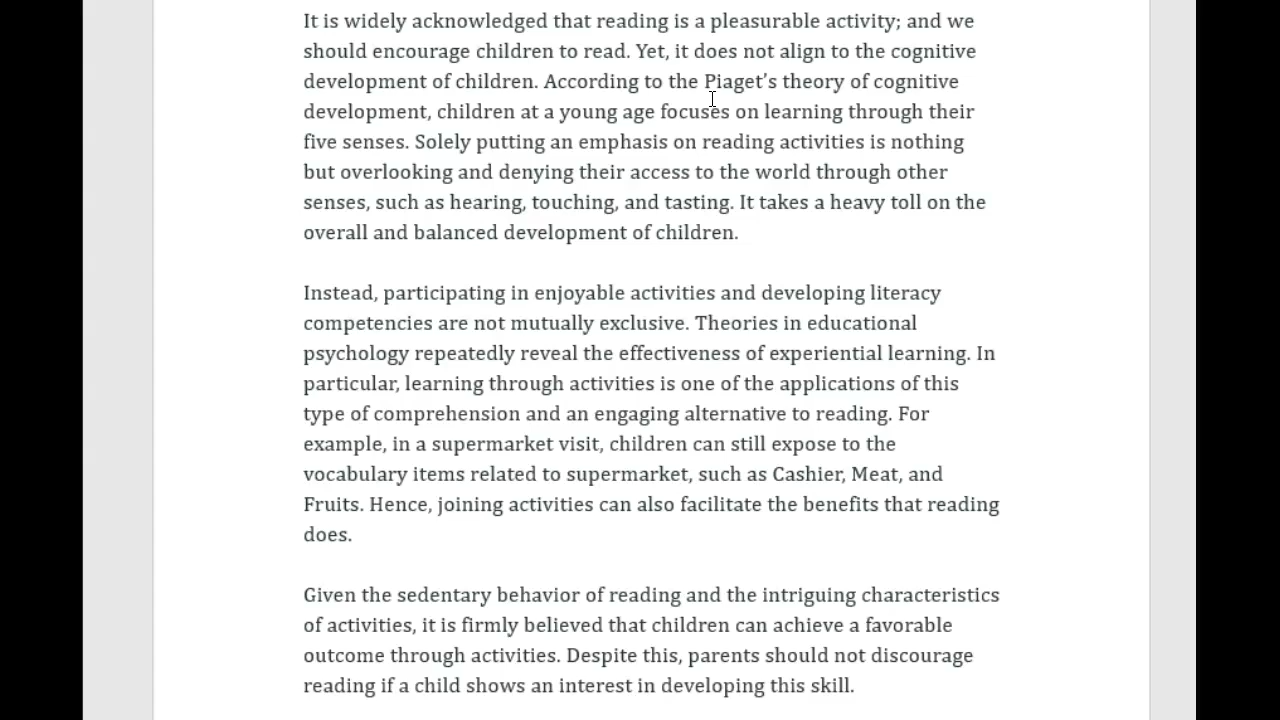 It is widely acknowledged that reading is a pleasurable activity; and we
should encourage children to read. Yet, it does not align to the cognitive
development of children. According to the Piaget's theory of cognitive
development, children at a young age focuses on learning through their
five senses. Solely putting an emphasis on reading activities is nothing
but overlooking and denying their access to the world through other
senses, such as hearing, touching, and tasting. It takes a heavy toll on the
overall and balanced development of children.
Instead, participating in enjoyable activities and developing literacy
competencies are not mutually exclusive. Theories in educational
psychology repeatedly reveal the effectiveness of experiential learning. In
particular, learning through activities is one of the applications of this
type of comprehension and an engaging alternative to reading. For
example, in a supermarket visit, children can still expose to the
vocabulary items related to supermarket, such as Cashier, Meat, and
Fruits. Hence, joining activities can also facilitate the benefits that reading
does.
Given the sedentary behavior of reading and the intriguing characteristics
of activities, it is firmly believed that children can achieve a favorable
outcome through activities. Despite this, parents should not discourage
reading if a child shows an interest in developing this skill.